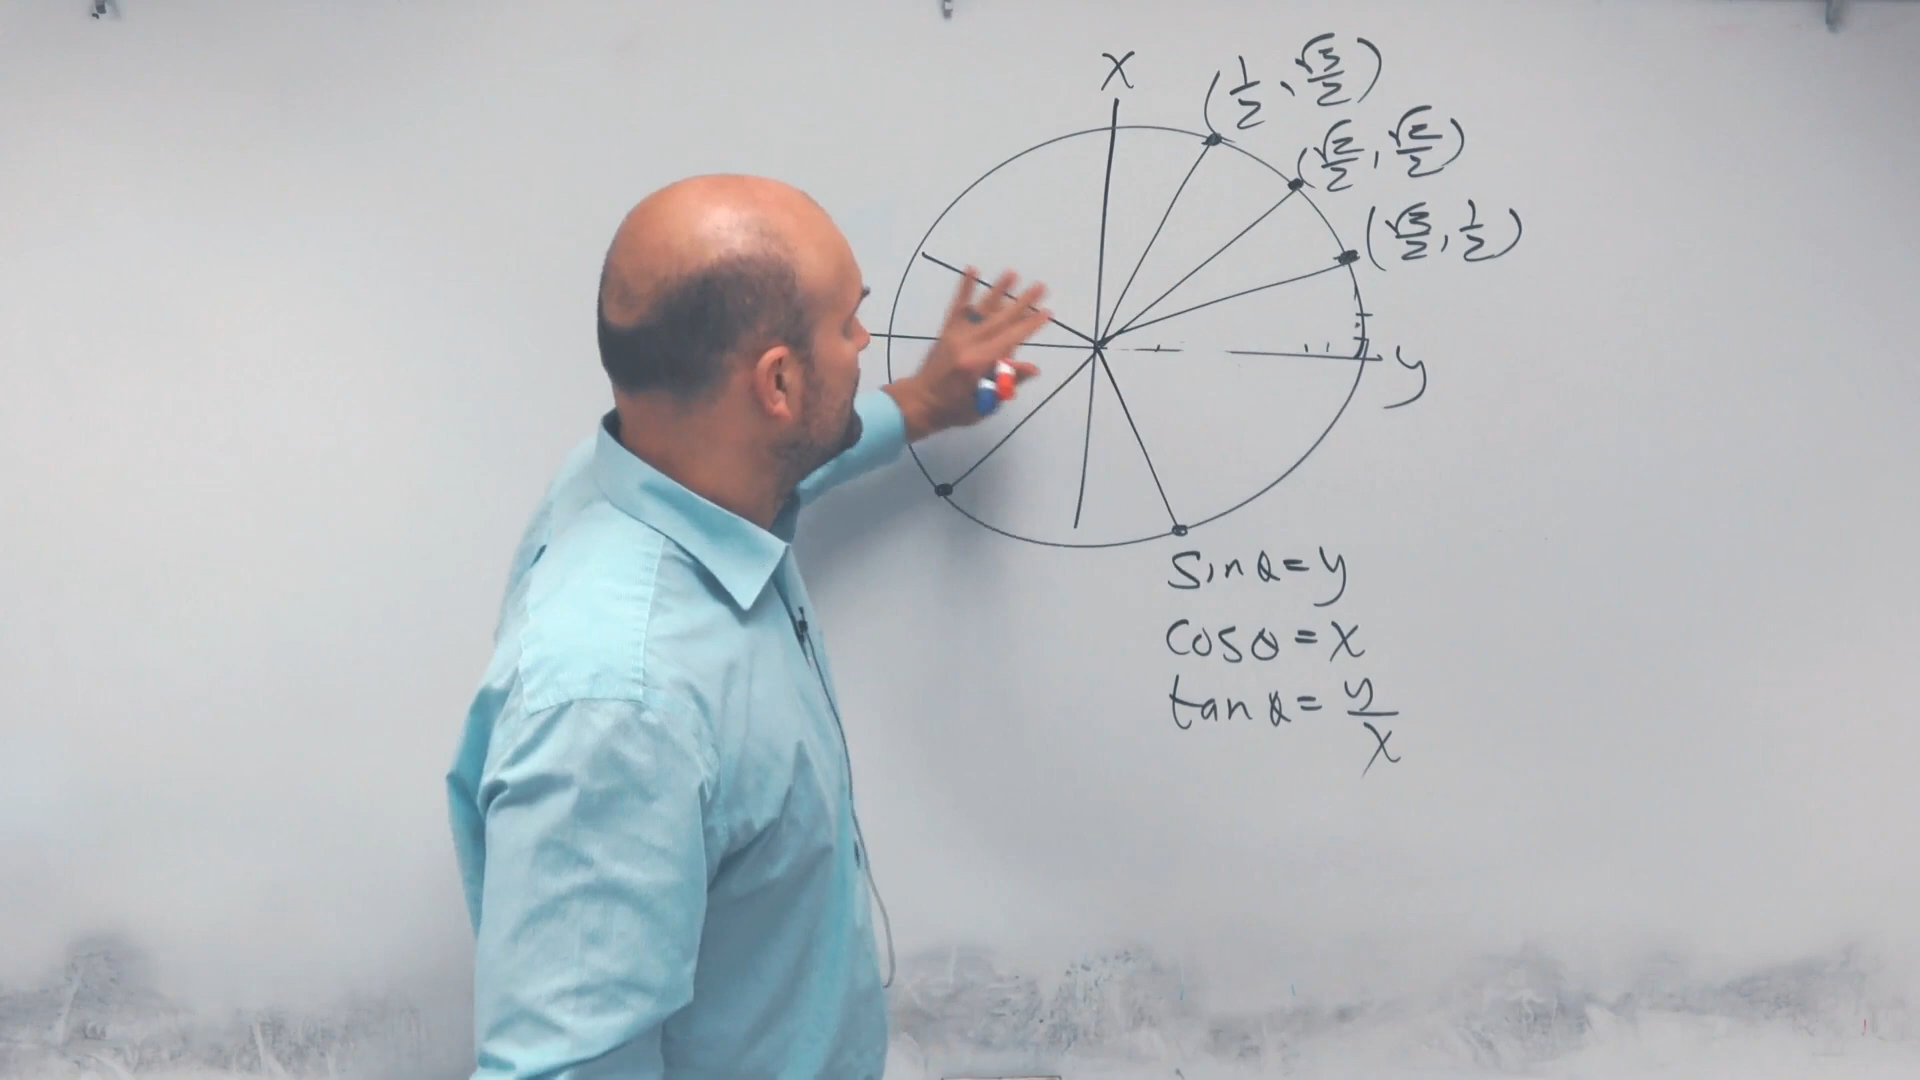 x
(1/2, √3/2)
(√2/2, √2/2)
(√3/2, 1/2)
y
sin θ = y
cos θ = x
tan θ = y/x